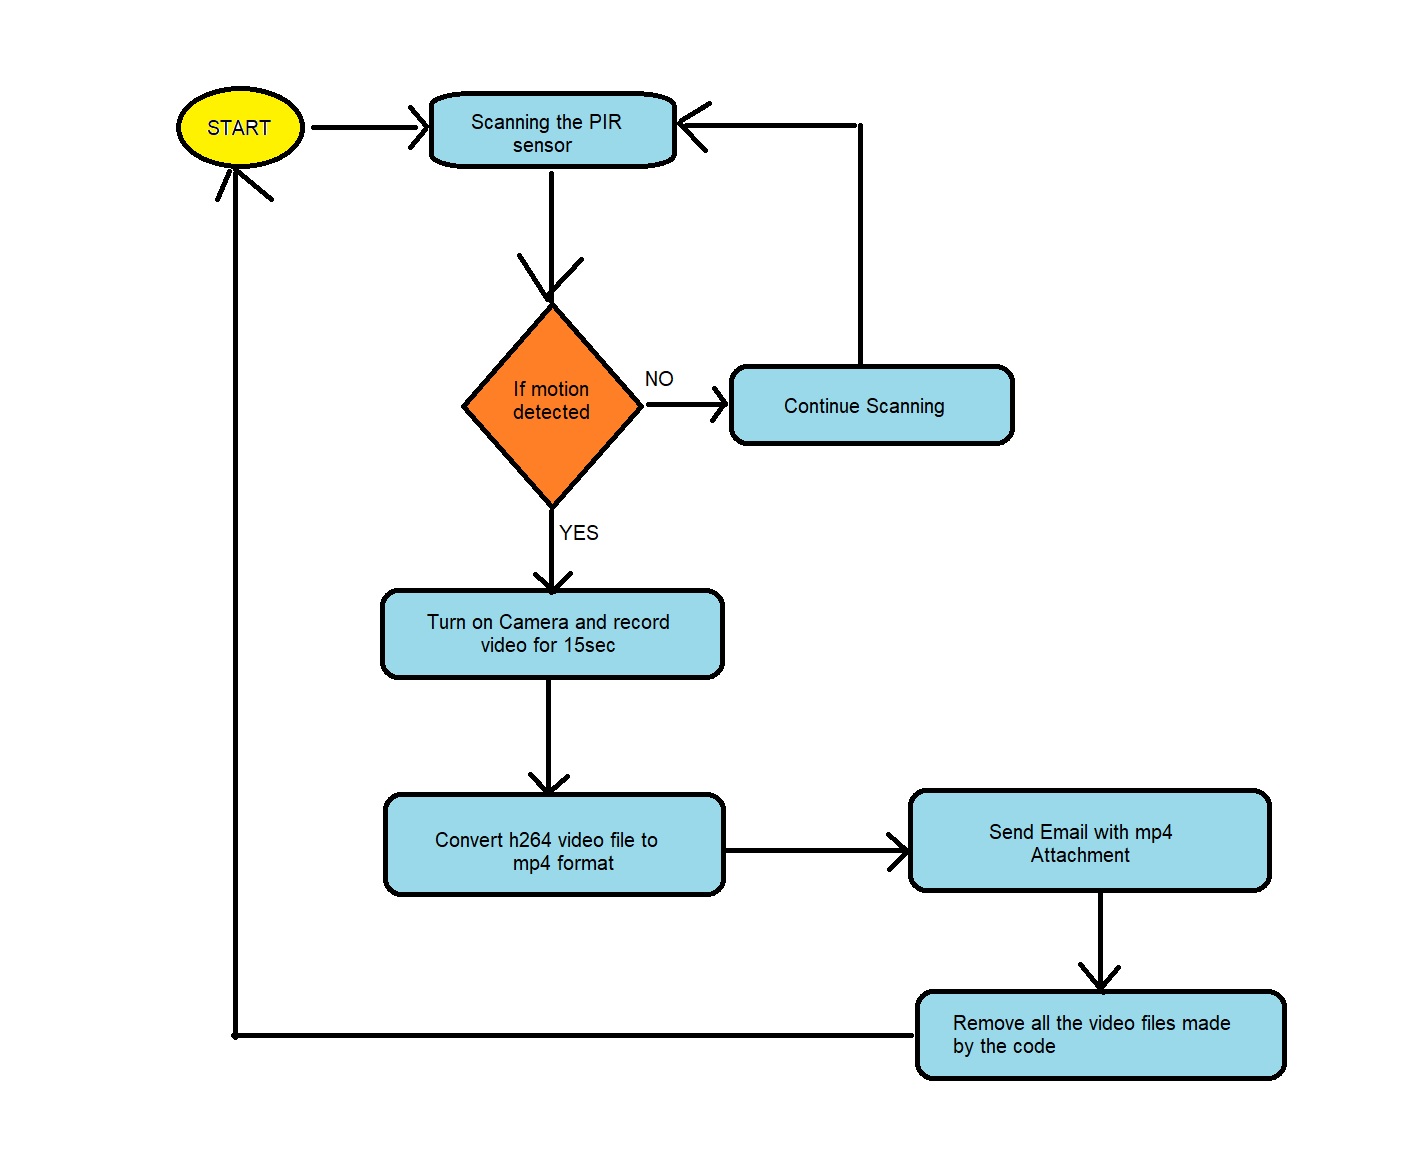 START
Scanning the PIR
sensor
If motion
detected
NO
Continue Scanning
YES
Turn on Camera and record
video for 15sec
Convert h264 video file to
mp4 format
Send Email with mp4
Attachment
Remove all the video files made
by the code